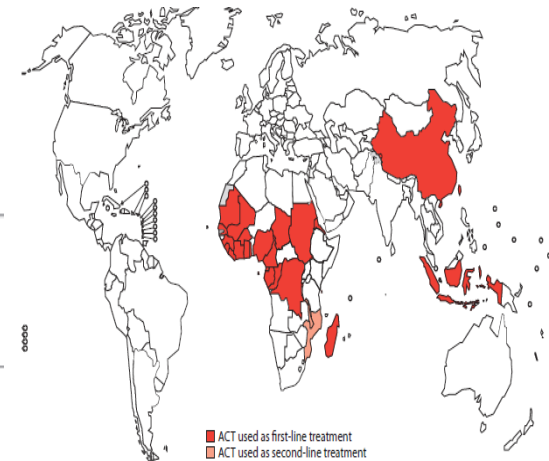 ACT used as first-line treatment
ACT used as second-line treatment